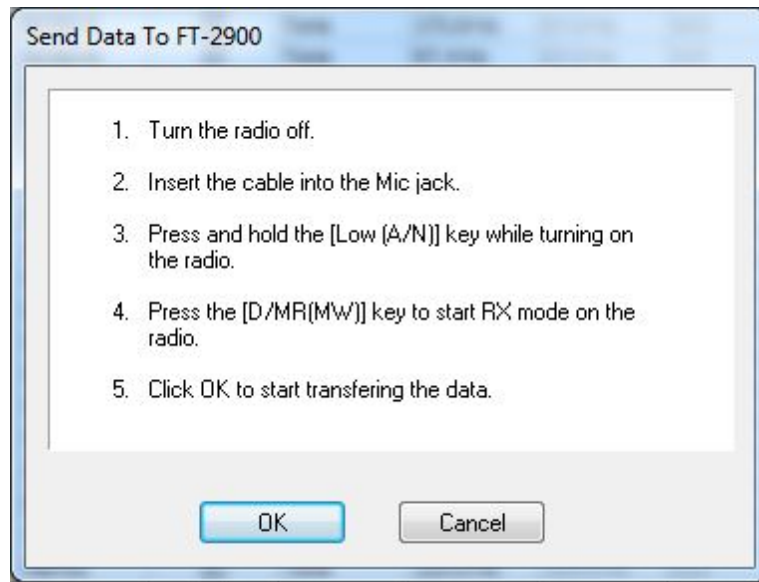 Send Data To FT-2900
1. Turn the radio off.
2. Insert the cable into the Mic jack.
3. Press and hold the [Low (A/N)] key while turning on
the radio.
4. Press the [D/MR(MW)] key to start RX mode on the
radio.
5. Click OK to start transfering the data.
OK Cancel